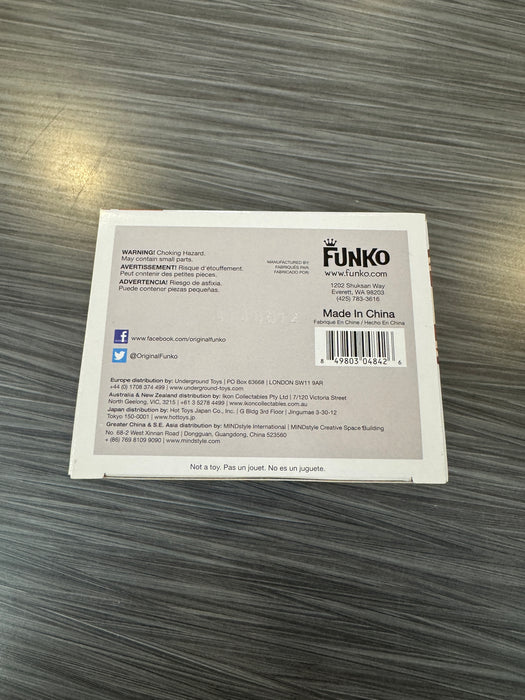 WARNING! Choking Hazard.
May contain small parts.
AVERTISSEMENT! Risque d'étouffement.
Peut contenir des petites pièces.
ADVERTENCIA! Riesgo de asfixia.
Puede contener piezas pequeñas.
MANUFACTURED BY:
FABRIQUÉS PAR:
FABRICADO POR:
FUNKO
www.funko.com
1202 Shuksan Way
Everett, WA 98203
(425) 783-3616
Made In China
Fabriqué En Chine / Hecho En China
8 49803 04842 6
www.facebook.com/originalfunko
@OriginalFunko
Europe distribution by: Underground Toys | PO Box 63668 | LONDON SW11 9AR
+44 (0) 1708 374 499 | www.underground-toys.com
Australia & New Zealand distribution by: Ikon Collectables Pty Ltd | 7/120 Victoria Street
North Geelong, VIC, 3215 | +61 3 5278 4499 | www.ikoncollectables.com.au
Japan distribution by: Hot Toys Japan Co., Inc. | G Bldg 3rd Floor | Jingumae 3-30-12
Tokyo 150-0001 | www.hottoys.jp
Greater China & S.E. Asia distribution by: MINDstyle International | MINDstyle Creative Space Building
No. 68-2 West Xinnan Road | Dongguan, Guangdong, China 523560
+ (86) 769 8109 9090 | www.mindstyle.com
Not a toy. Pas un jouet. No es un juguete.